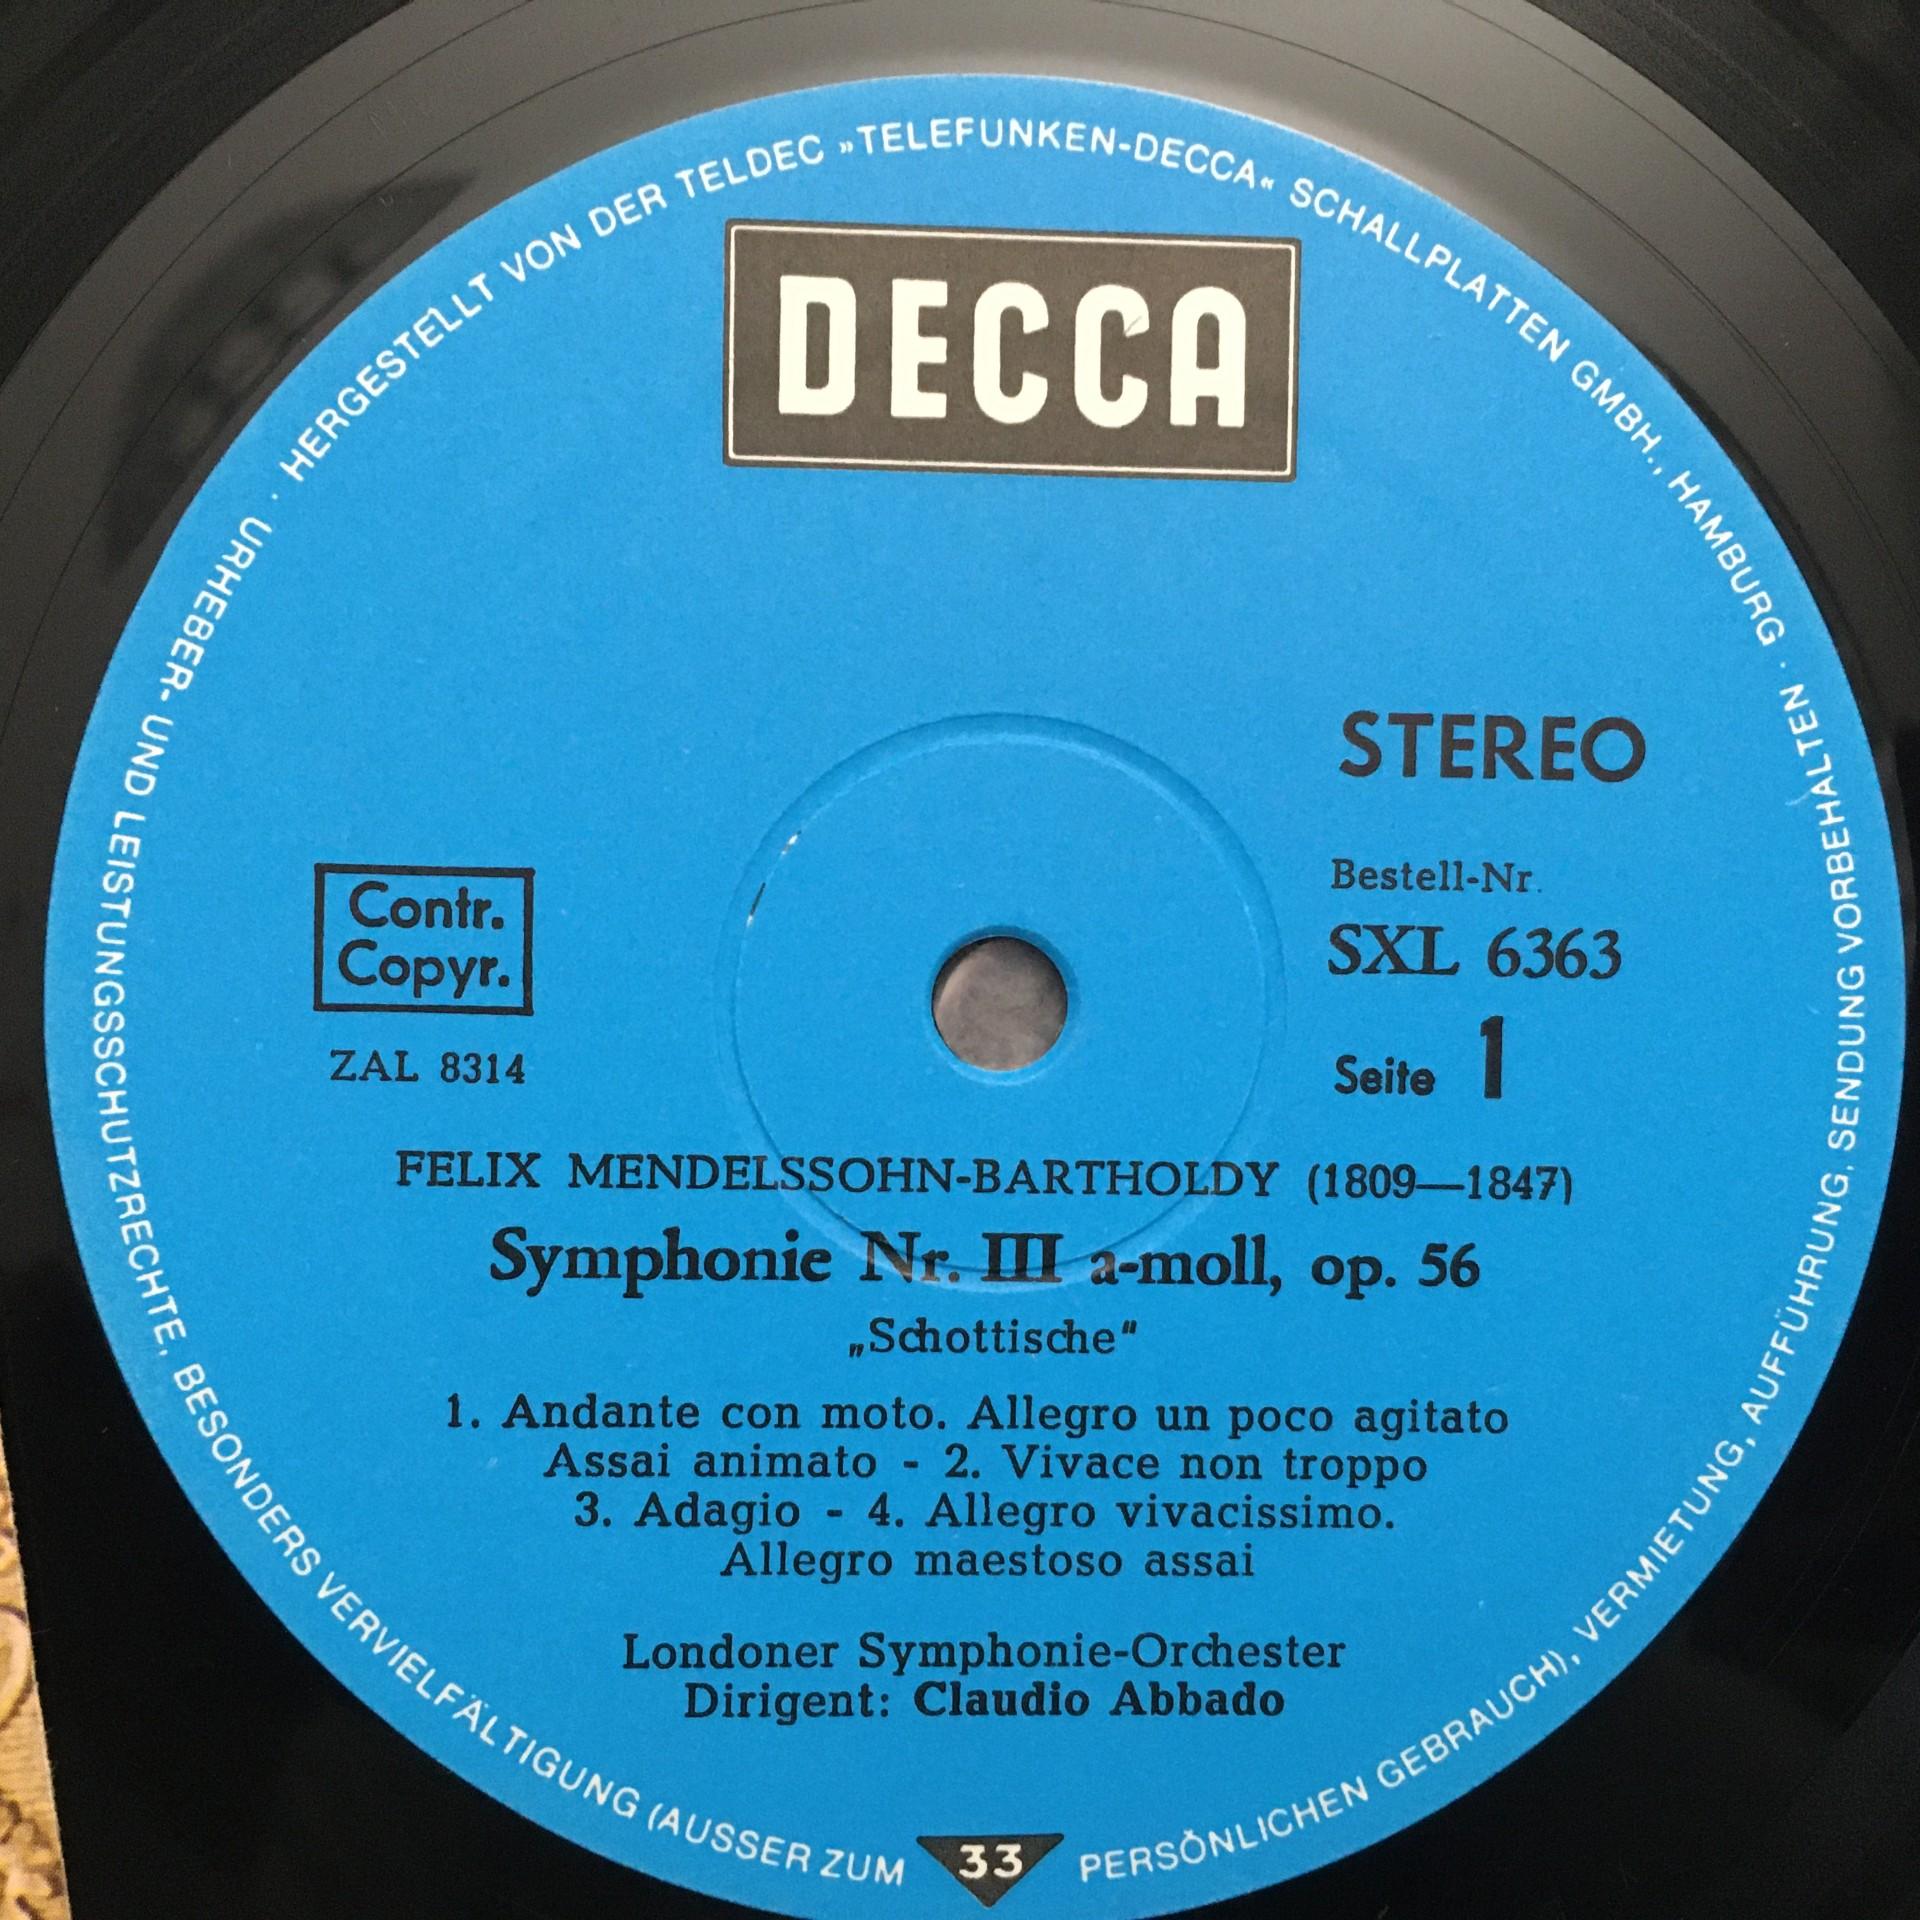 HERGESTELLT VON DER TELDEC »TELEFUNKEN-DECCA« SCHALLPLATTEN GMBH., HAMBURG ·
DECCA
STEREO
Bestell-Nr.
SXL 6363
Seite 1
Contr.
Copyr.
ZAL 8314
FELIX MENDELSSOHN-BARTHOLDY (1809—1847)
Symphonie Nr. III a-moll, op. 56
„Schottische“
1. Andante con moto. Allegro un poco agitato
Assai animato - 2. Vivace non troppo
3. Adagio - 4. Allegro vivacissimo.
Allegro maestoso assai
Londoner Symphonie-Orchester
Dirigent: Claudio Abbado
URHEBER- UND LEISTUNGSSCHUTZRECHTE, BESONDERS VERVIELFÄLTIGUNG (AUSSER ZUM PERSÖNLICHEN GEBRAUCH), VERMIETUNG, AUFFÜHRUNG, SENDUNG VORBEHALTEN ·
33